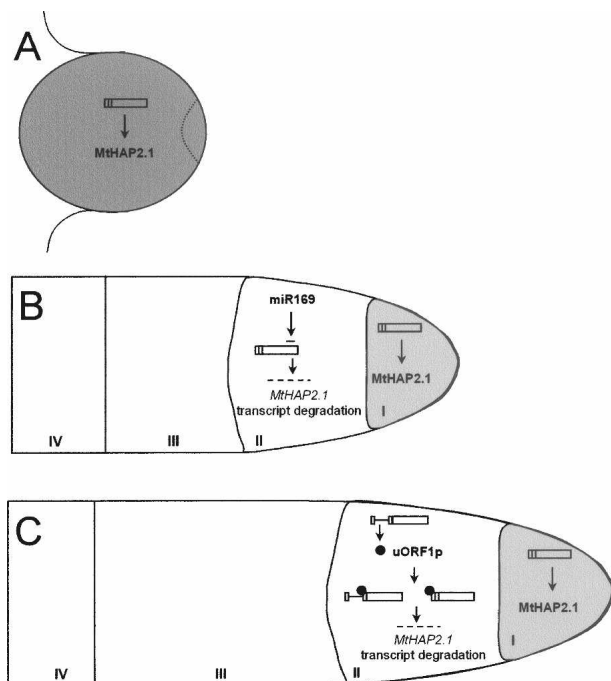 A
MtHAP2.1
B
miR169
MtHAP2.1
transcript degradation
MtHAP2.1
I
II
III
IV
C
uORF1p
MtHAP2.1
transcript degradation
MtHAP2.1
I
II
III
IV